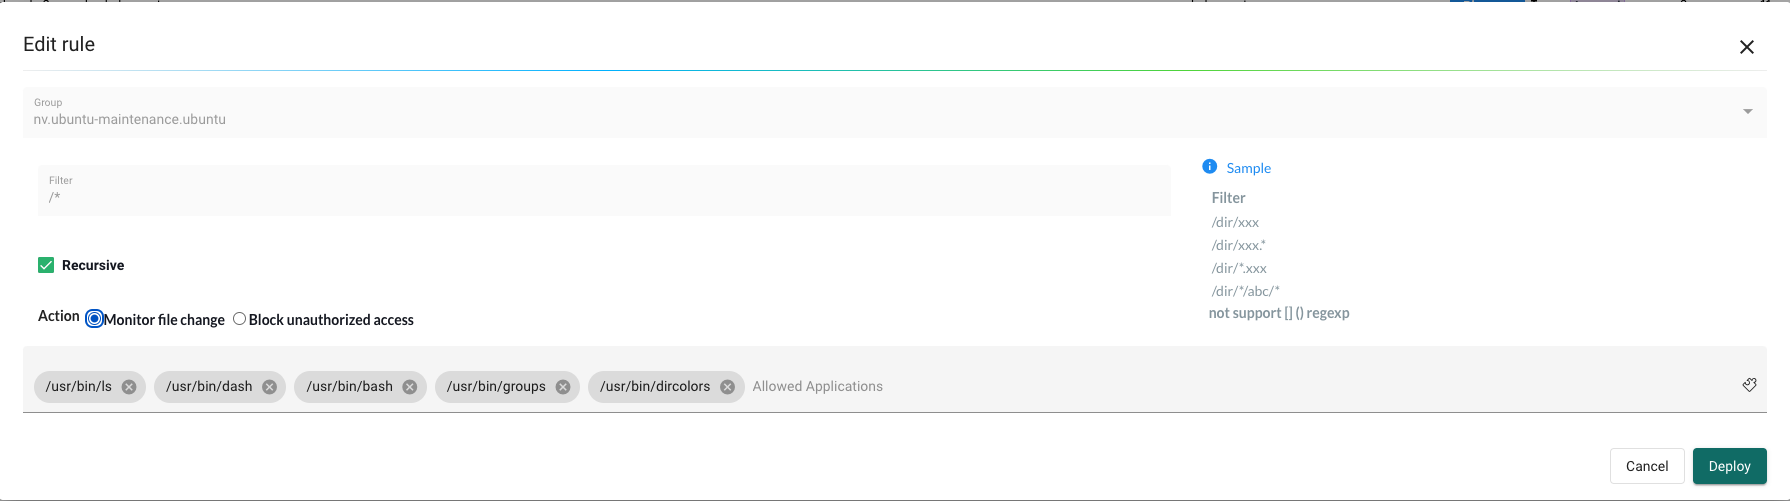 Edit rule
Group
nv.ubuntu-maintenance.ubuntu
Filter
/*
Recursive
Action Monitor file change Block unauthorized access
Sample
Filter
/dir/xxx
/dir/xxx.*
/dir/*.xxx
/dir/*/abc/*
not support [] () regexp
/usr/bin/ls /usr/bin/dash /usr/bin/bash /usr/bin/groups /usr/bin/dircolors Allowed Applications
Cancel Deploy